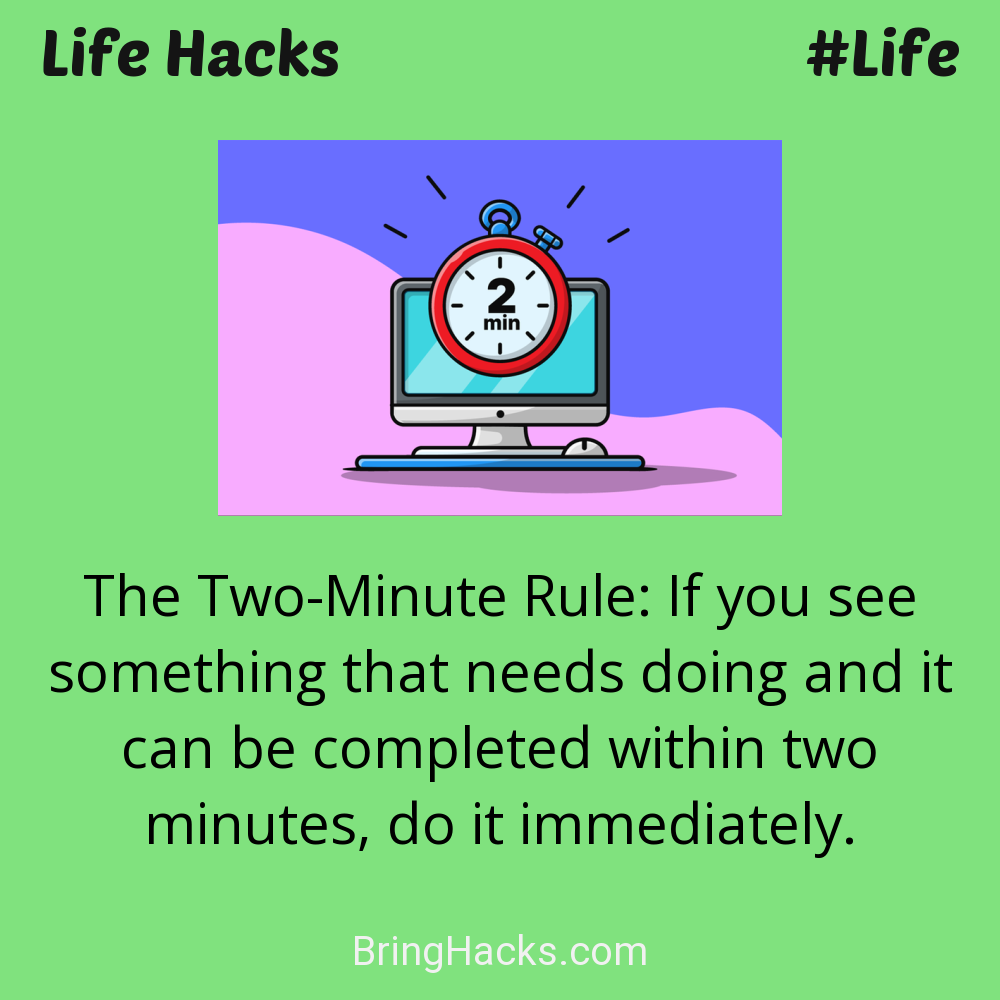 Life Hacks
#Life
2
min
The Two-Minute Rule: If you see
something that needs doing and it
can be completed within two
minutes, do it immediately.
BringHacks.com